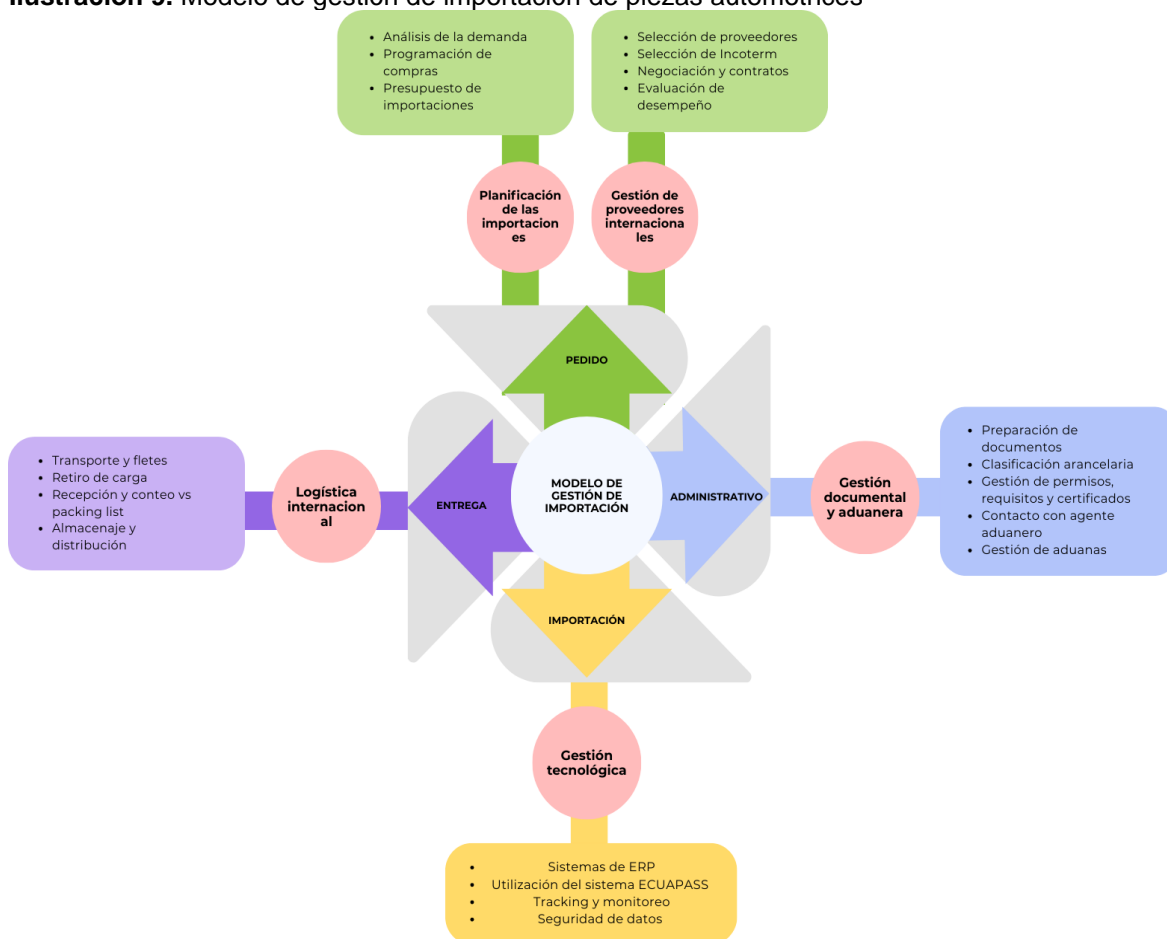 Ilustración 9. Modelo de gestión de importación de piezas automotrices
• Análisis de la demanda
• Programación de
compras
• Presupuesto de
importaciones
• Selección de proveedores
• Selección de Incoterm
• Negociación y contratos
• Evaluación de
desempeño
Planificación
de las
importacion
es
Gestión de
proveedores
internaciona
les
PEDIDO
• Transporte y fletes
• Retiro de carga
• Recepción y conteo vs
packing list
• Almacenaje y
distribución
Logística
internacion
al
ENTREGA
MODELO DE
GESTIÓN DE
IMPORTACIÓN
ADMINISTRATIVO
Gestión
documental
y aduanera
• Preparación de
documentos
• Clasificación arancelaria
• Gestión de permisos,
requisitos y certificados
• Contacto con agente
aduanero
• Gestión de aduanas
IMPORTACIÓN
Gestión
tecnológica
• Sistemas de ERP
• Utilización del sistema ECUAPASS
• Tracking y monitoreo
• Seguridad de datos